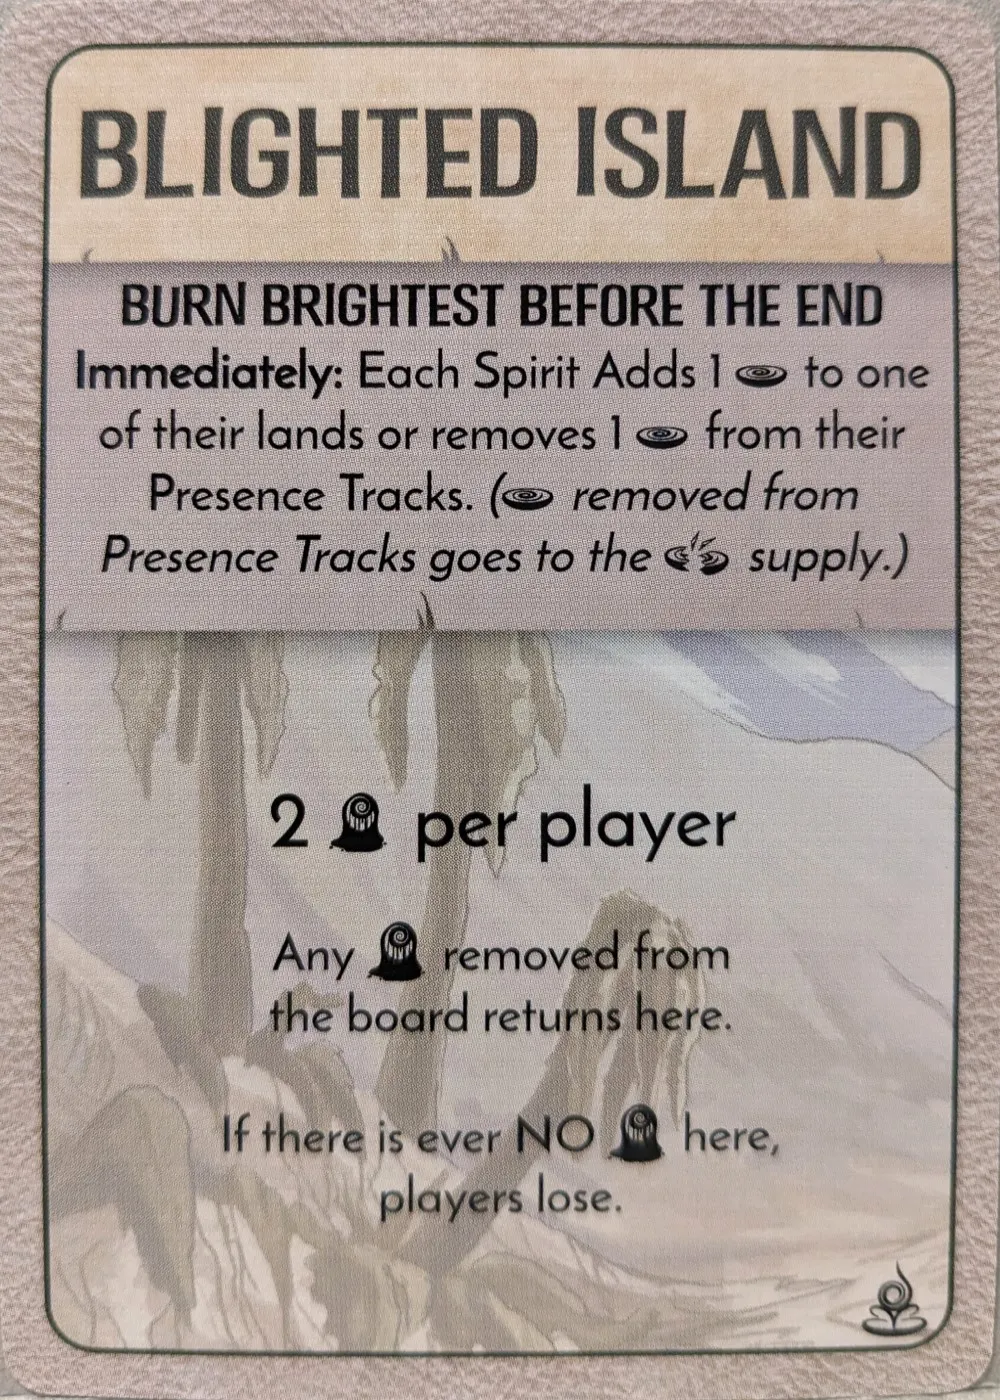 BLIGHTED ISLAND
BURN BRIGHTEST BEFORE THE END
Immediately: Each Spirit Adds 1 to one
of their lands or removes 1 from their
Presence Tracks. ( removed from
Presence Tracks goes to the supply.)
2 per player
Any removed from
the board returns here.
If there is ever NO here,
players lose.